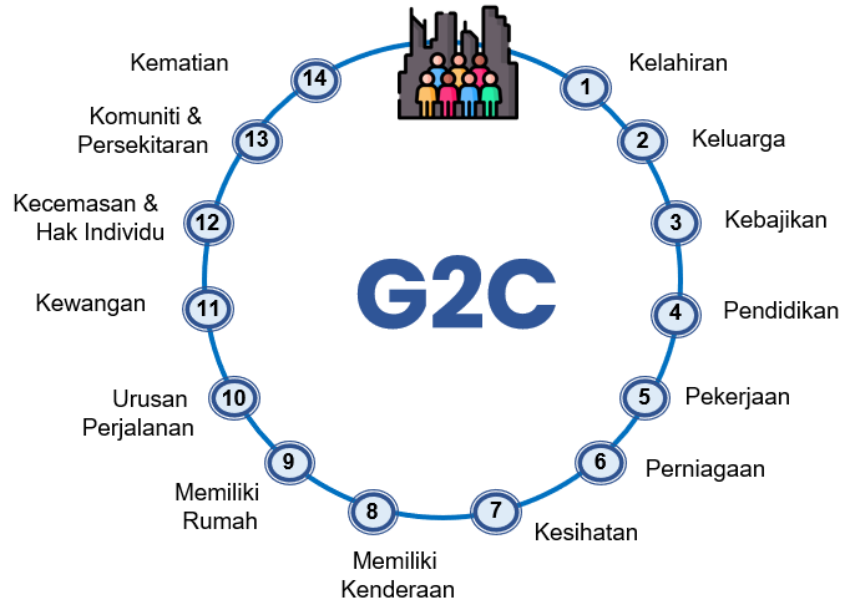 1
Kelahiran
2
Keluarga
3
Kebajikan
4
Pendidikan
5
Pekerjaan
6
Perniagaan
7
Kesihatan
8
Memiliki
Kenderaan
9
Memiliki
Rumah
10
Urusan
Perjalanan
11
Kewangan
12
Kecemasan &
Hak Individu
13
Komuniti &
Persekitaran
14
Kematian
G2C